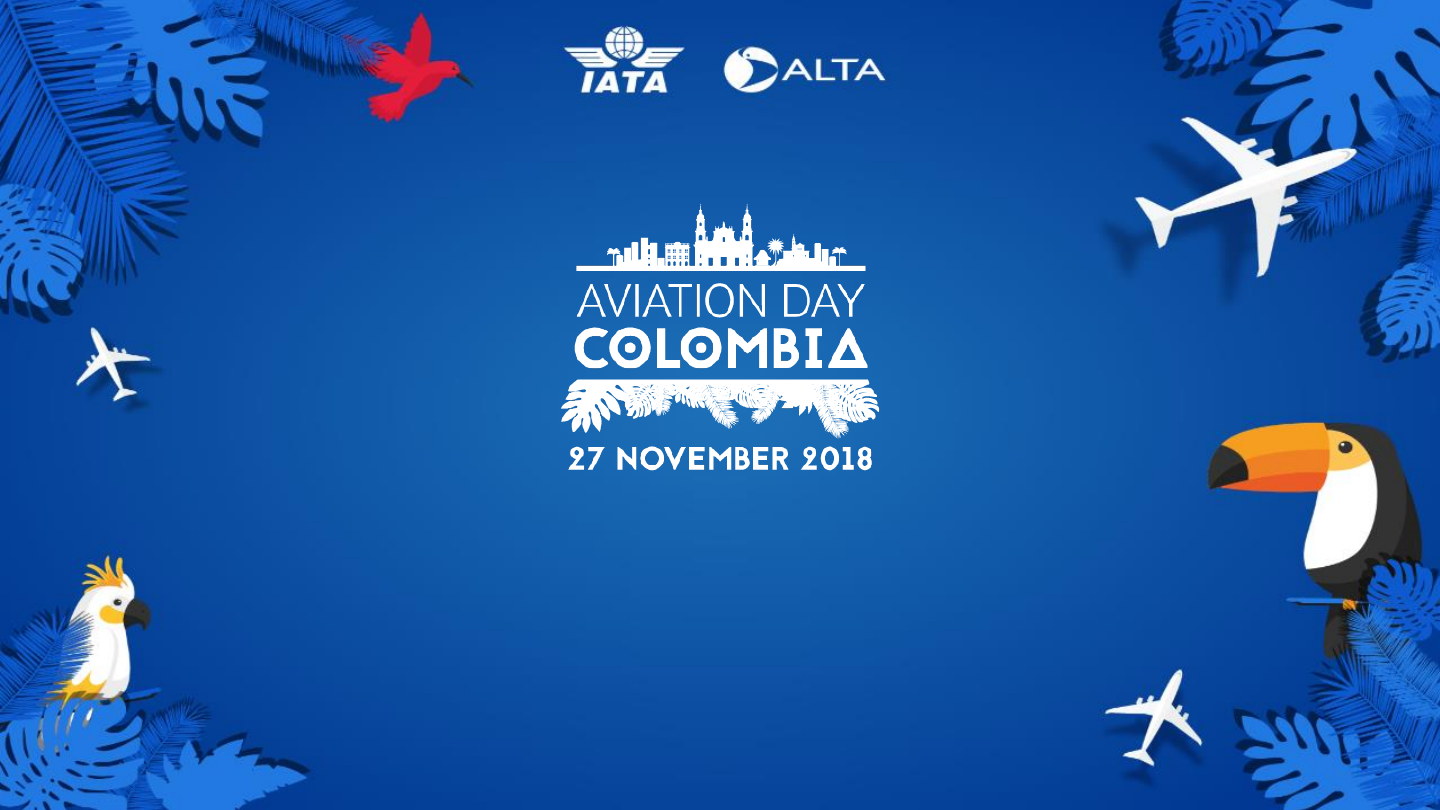 IATA
ALTA
AVIATION DAY
COLOMBIA
27 NOVEMBER 2018